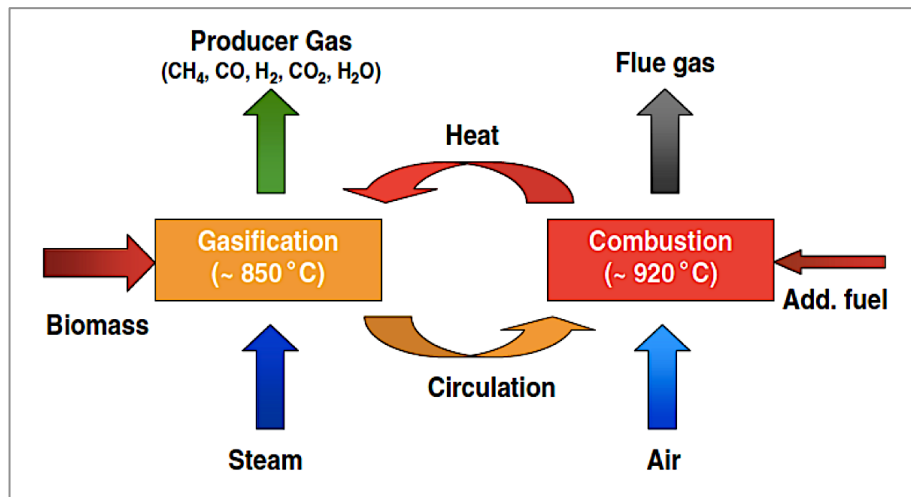 Producer Gas
(CH₄, CO, H₂, CO₂, H₂O)
Flue gas
Heat
Gasification
(~ 850 °C)
Combustion
(~ 920 °C)
Biomass
Add. fuel
Circulation
Steam
Air